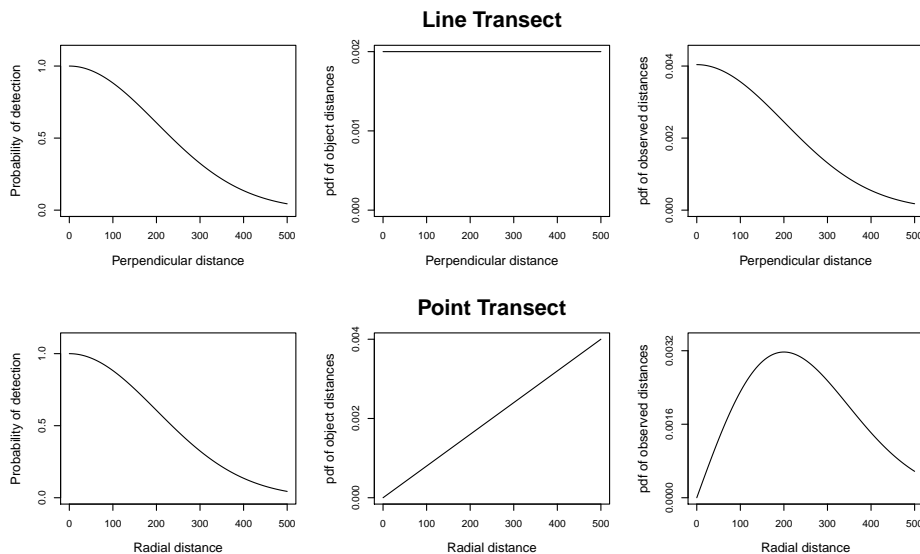 Line Transect
Probability of detection
1.0
0.5
0.0
0 100 200 300 400 500
Perpendicular distance
pdf of object distances
0.002
0.001
0.000
0 100 200 300 400 500
Perpendicular distance
pdf of observed distances
0.004
0.002
0.000
0 100 200 300 400 500
Perpendicular distance
Point Transect
Probability of detection
1.0
0.5
0.0
0 100 200 300 400 500
Radial distance
pdf of object distances
0.004
0.002
0.000
0 100 200 300 400 500
Radial distance
pdf of observed distances
0.0032
0.0016
0.0000
0 100 200 300 400 500
Radial distance